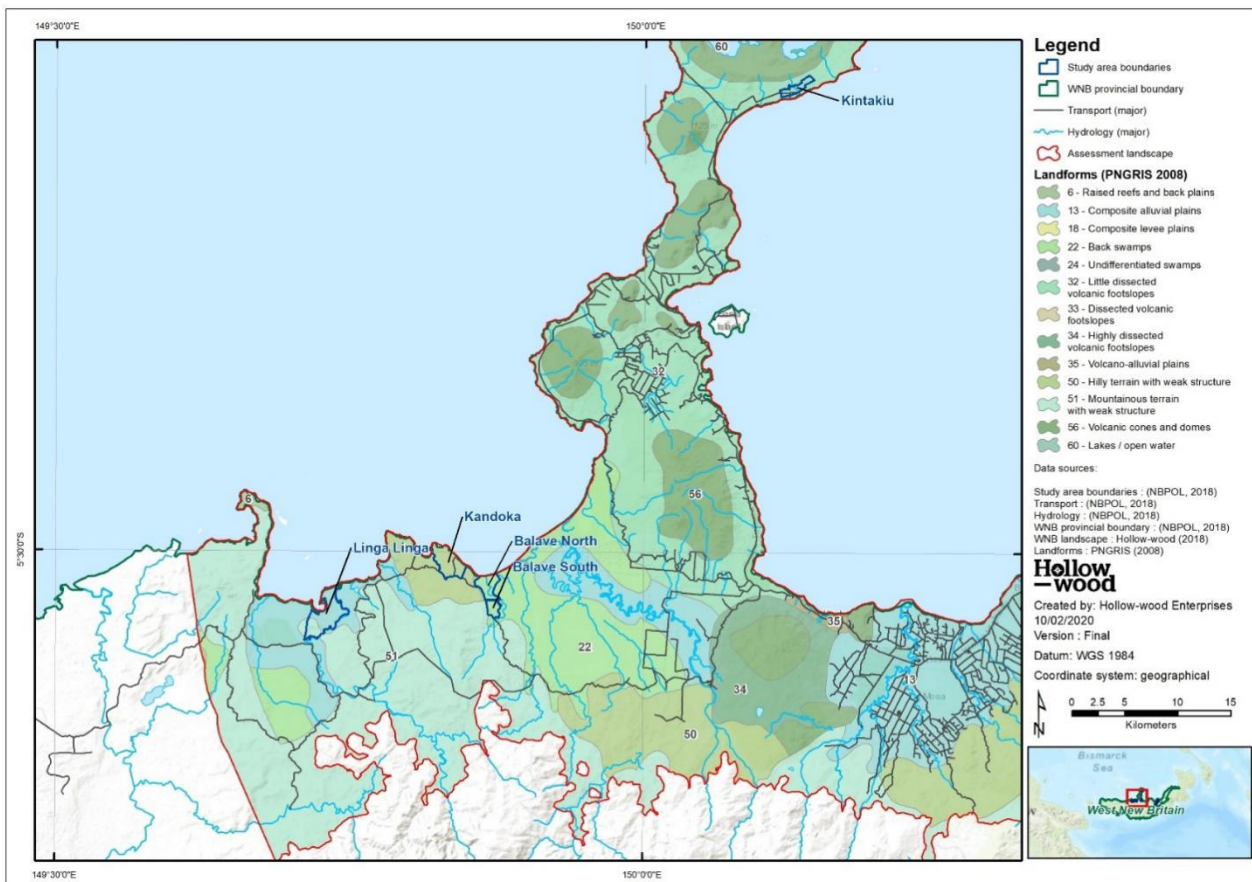 149°30'0"E
150°0'0"E
60
Kintakiu
32
56
6
5°30'0"S
Kandoka
Linga Linga
Balave North
Balave South
35
51
22
34
13
Mosa
50
149°30'0"E
150°0'0"E
Legend
Study area boundaries
WNB provincial boundary
Transport (major)
Hydrology (major)
Assessment landscape
Landforms (PNGRIS 2008)
6 - Raised reefs and back plains
13 - Composite alluvial plains
18 - Composite levee plains
22 - Back swamps
24 - Undifferentiated swamps
32 - Little dissected
volcanic footslopes
33 - Dissected volcanic
footslopes
34 - Highly dissected
volcanic footslopes
35 - Volcano-alluvial plains
50 - Hilly terrain with weak structure
51 - Mountainous terrain
with weak structure
56 - Volcanic cones and domes
60 - Lakes / open water
Data sources:
Study area boundaries : (NBPOL, 2018)
Transport : (NBPOL, 2018)
Hydrology : (NBPOL, 2018)
WNB provincial boundary : (NBPOL, 2018)
WNB landscape : Hollow-wood (2018)
Landforms : PNGRIS (2008)
Hollow
—wood
Created by: Hollow-wood Enterprises
10/02/2020
Version : Final
Datum: WGS 1984
Coordinate system: geographical
N
0 2.5 5 10 15
Kilometers
Bismarck
Sea
West New Britain